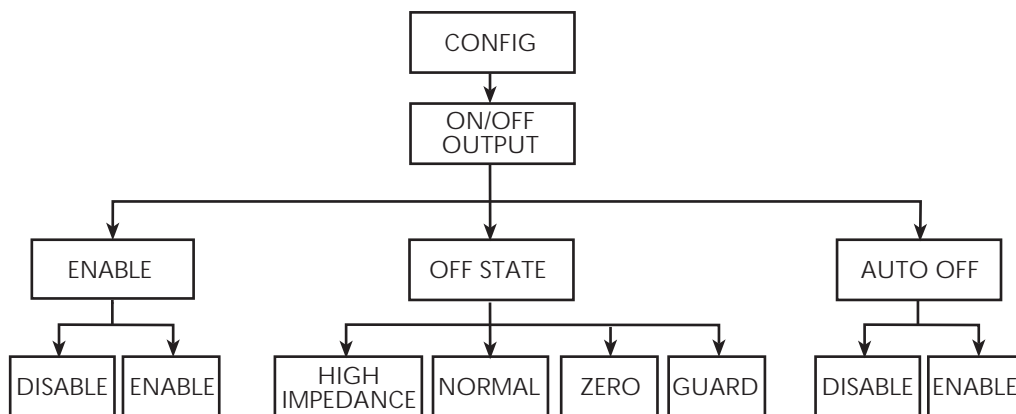 CONFIG
ON/OFF
OUTPUT
ENABLE
OFF STATE
AUTO OFF
DISABLE
ENABLE
HIGH
IMPEDANCE
NORMAL
ZERO
GUARD
DISABLE
ENABLE